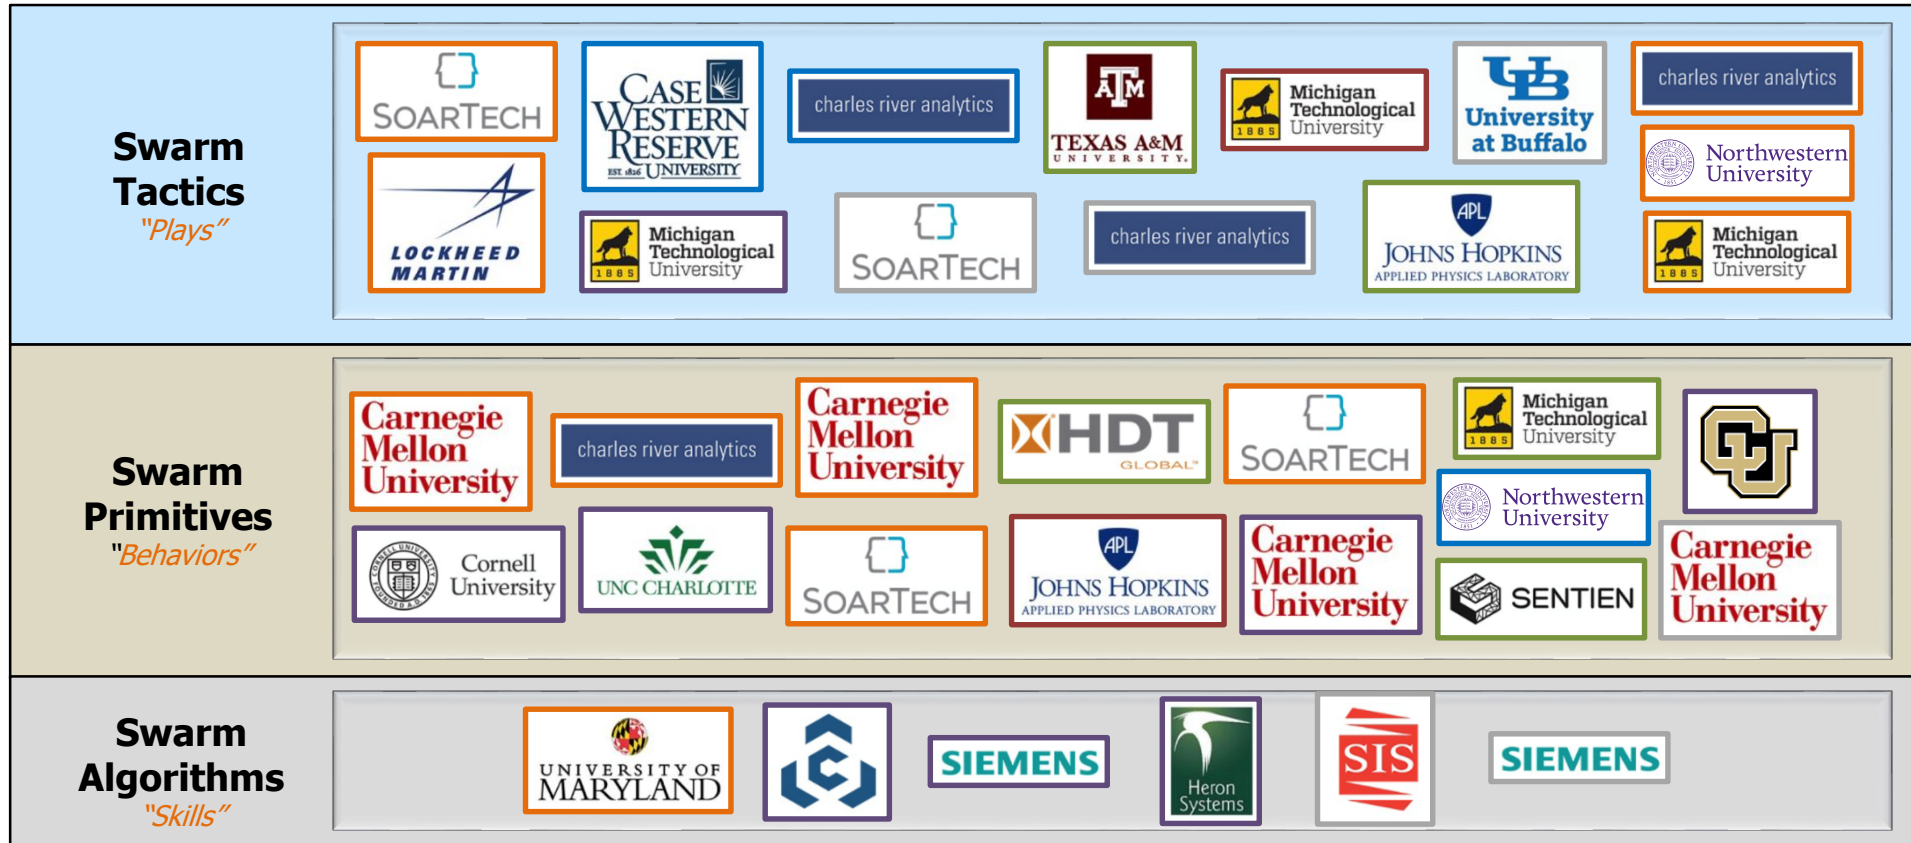 Swarm
Tactics
“Plays”
SOARTECH
CASE
WESTERN
RESERVE
EST. 1826 UNIVERSITY
charles river analytics
ATM
TEXAS A&M
UNIVERSITY.
1885
Michigan
Technological
University
UB
University
at Buffalo
charles river analytics
Northwestern
University
LOCKHEED
MARTIN
1885
Michigan
Technological
University
SOARTECH
charles river analytics
APL
JOHNS HOPKINS
APPLIED PHYSICS LABORATORY
1885
Michigan
Technological
University
Swarm
Primitives
“Behaviors”
Carnegie
Mellon
University
charles river analytics
Carnegie
Mellon
University
HDT
GLOBAL™
SOARTECH
1885
Michigan
Technological
University
CU
Northwestern
University
Cornell
University
UNC CHARLOTTE
SOARTECH
APL
JOHNS HOPKINS
APPLIED PHYSICS LABORATORY
Carnegie
Mellon
University
SENTIEN
Carnegie
Mellon
University
Swarm
Algorithms
“Skills”
UNIVERSITY OF
MARYLAND
C
SIEMENS
Heron
Systems
SIS
SIEMENS